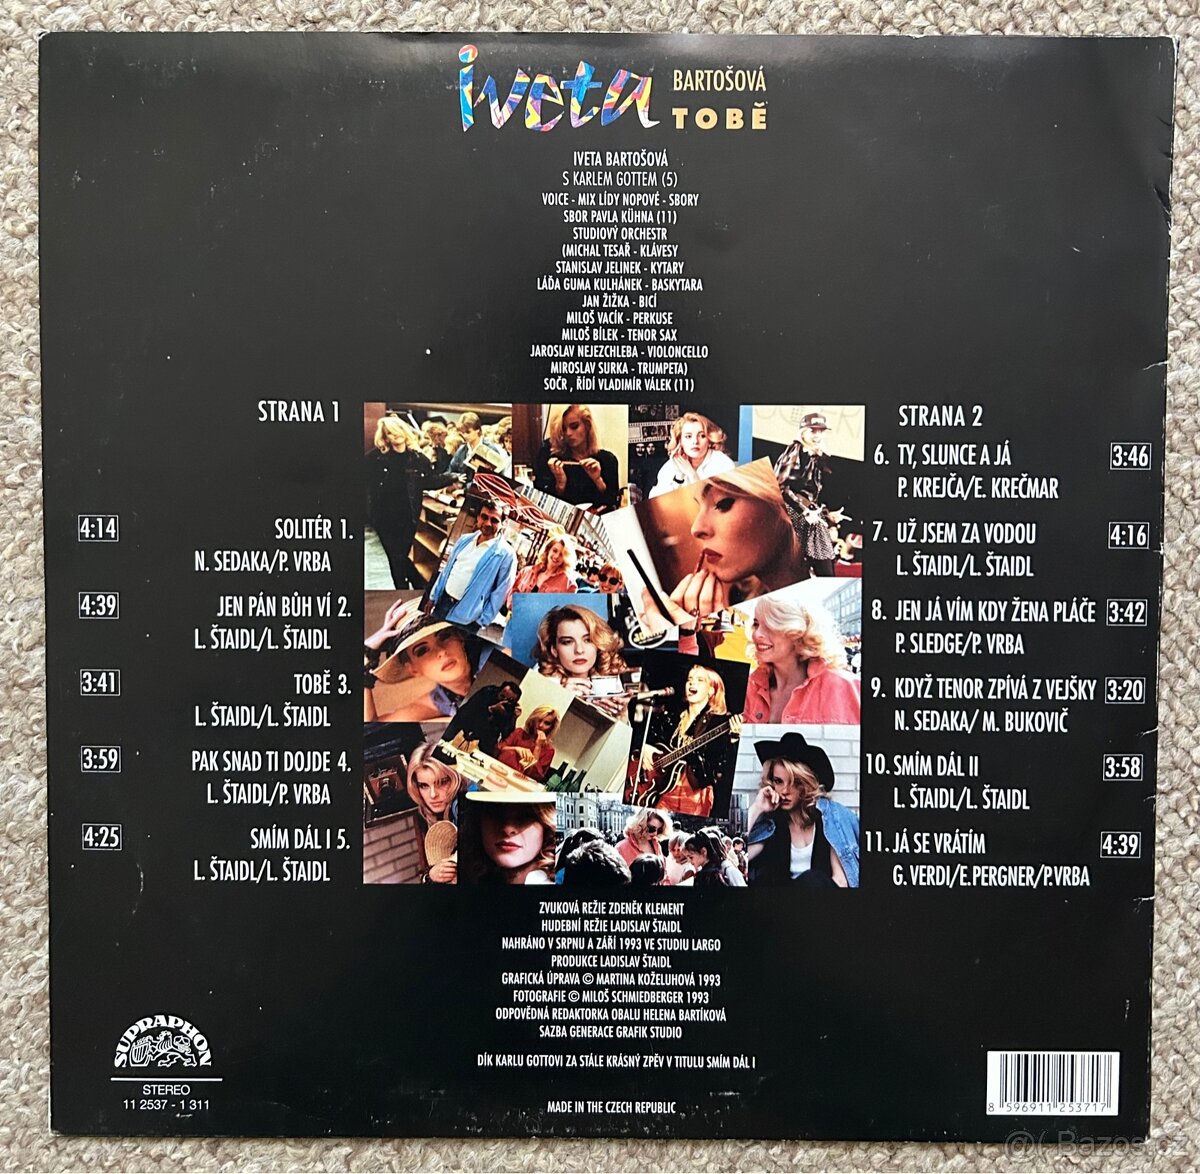 iveta
BARTOŠOVÁ
TOBĚ
IVETA BARTOŠOVÁ
S KARLEM GOTTEM (5)
VOICE - MIX LÍDY NOPOVÉ - SBORY
SBOR PAVLA KÜHNA (11)
STUDIOVÝ ORCHESTR
(MICHAL TESAŘ - KLÁVESY
STANISLAV JELINEK - KYTARY
LÁĎA GUMA KULHÁNEK - BASKYTARA
JAN ŽIŽKA - BICÍ
MILOŠ VACÍK - PERKUSE
MILOŠ BÍLEK - TENOR SAX
JAROSLAV NEJEZCHLEBA - VIOLONCELLO
MIROSLAV SURKA - TRUMPETA)
SOČR , ŘÍDÍ VLADIMÍR VÁLEK (11)
STRANA 1
4:14 SOLITÉR 1.
N. SEDAKA/P. VRBA
4:39 JEN PÁN BŮH VÍ 2.
L. ŠTAIDL/L. ŠTAIDL
3:41 TOBĚ 3.
L. ŠTAIDL/L. ŠTAIDL
3:59 PAK SNAD TI DOJDE 4.
L. ŠTAIDL/P. VRBA
4:25 SMÍM DÁL I 5.
L. ŠTAIDL/L. ŠTAIDL
STRANA 2
6. TY, SLUNCE A JÁ 3:46
P. KREJČA/E. KREČMAR
7. UŽ JSEM ZA VODOU 4:16
L. ŠTAIDL/L. ŠTAIDL
8. JEN JÁ VÍM KDY ŽENA PLÁČE 3:42
P. SLEDGE/P. VRBA
9. KDYŽ TENOR ZPÍVÁ Z VEJŠKY 3:20
N. SEDAKA/ M. BUKOVIČ
10. SMÍM DÁL II 3:58
L. ŠTAIDL/L. ŠTAIDL
11. JÁ SE VRÁTÍM 4:39
G. VERDI/E.PERGNER/P.VRBA
ZVUKOVÁ REŽIE ZDENĚK KLEMENT
HUDEBNÍ REŽIE LADISLAV ŠTAIDL
NAHRÁNO V SRPNU A ZÁŘÍ 1993 VE STUDIU LARGO
PRODUKCE LADISLAV ŠTAIDL
GRAFICKÁ ÚPRAVA © MARTINA KOŽELUHOVÁ 1993
FOTOGRAFIE © MILOŠ SCHMIEDBERGER 1993
ODPOVĚDNÁ REDAKTORKA OBALU HELENA BARTÍKOVÁ
SAZBA GENERACE GRAFIK STUDIO
DÍK KARLU GOTTOVI ZA STÁLE KRÁSNÝ ZPĚV V TITULU SMÍM DÁL I
MADE IN THE CZECH REPUBLIC
SUPRAPHON
STEREO
11 2537 - 1 311
8 596911 253717
@( Bazos.cz